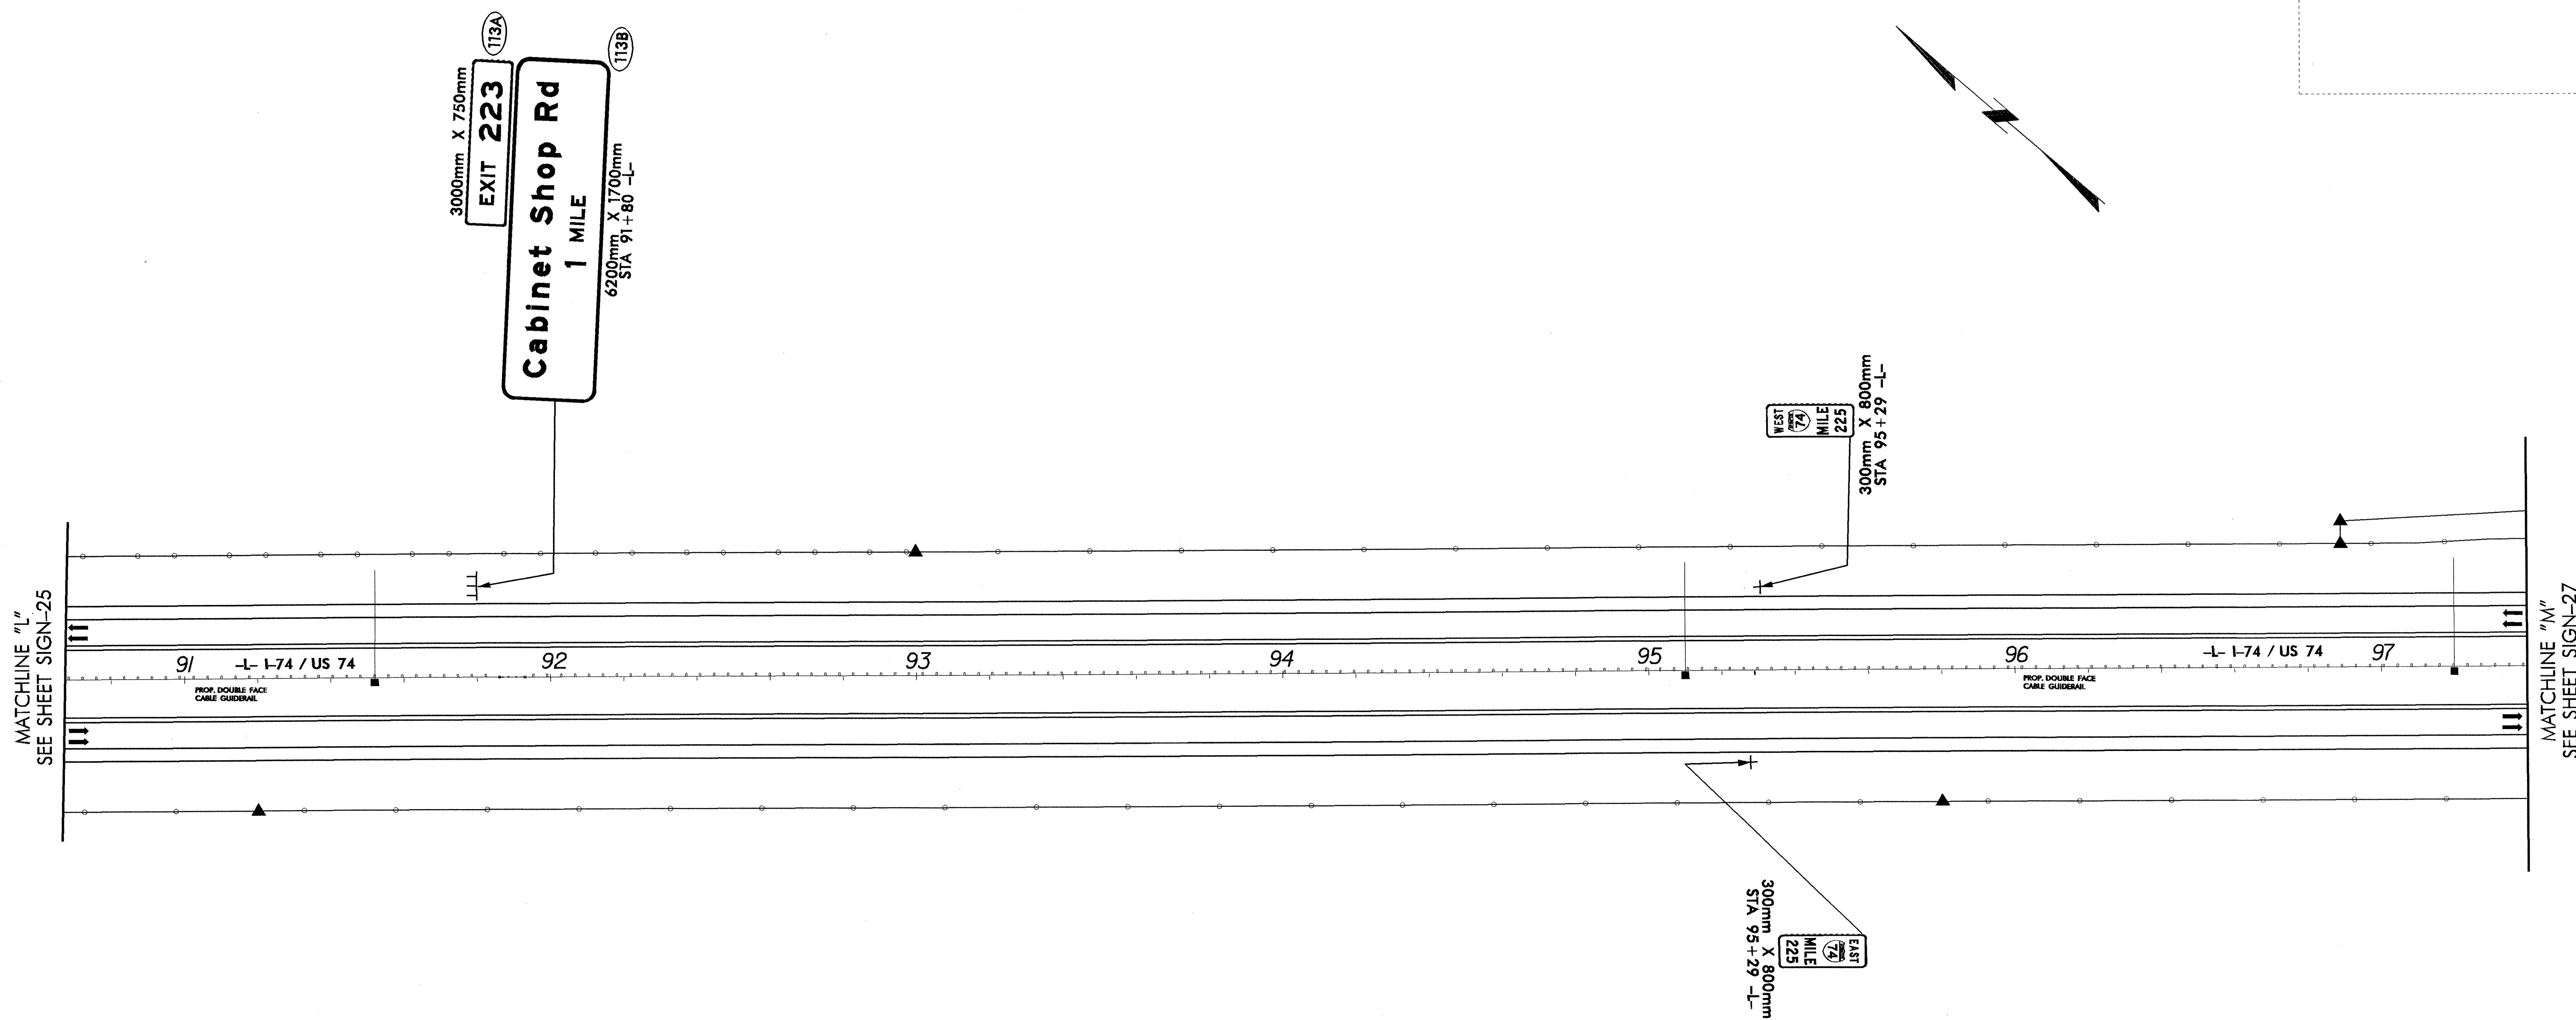 113A
3000mm X 750mm
EXIT 223
113B
Cabinet Shop Rd
1 MILE
6200mm X 1700mm
STA 91+80 -L-
WEST
74
MILE
225
300mm X 800mm
STA 95+29 -L-
MATCHLINE "L"
SEE SHEET SIGN-25
91
-L- I-74 / US 74
92
93
94
95
96
-L- I-74 / US 74
97
PROP. DOUBLE FACE
CABLE GUIDERAIL
PROP. DOUBLE FACE
CABLE GUIDERAIL
MATCHLINE "M"
SEE SHEET SIGN-27
EAST
74
MILE
225
300mm X 800mm
STA 95+29 -L-